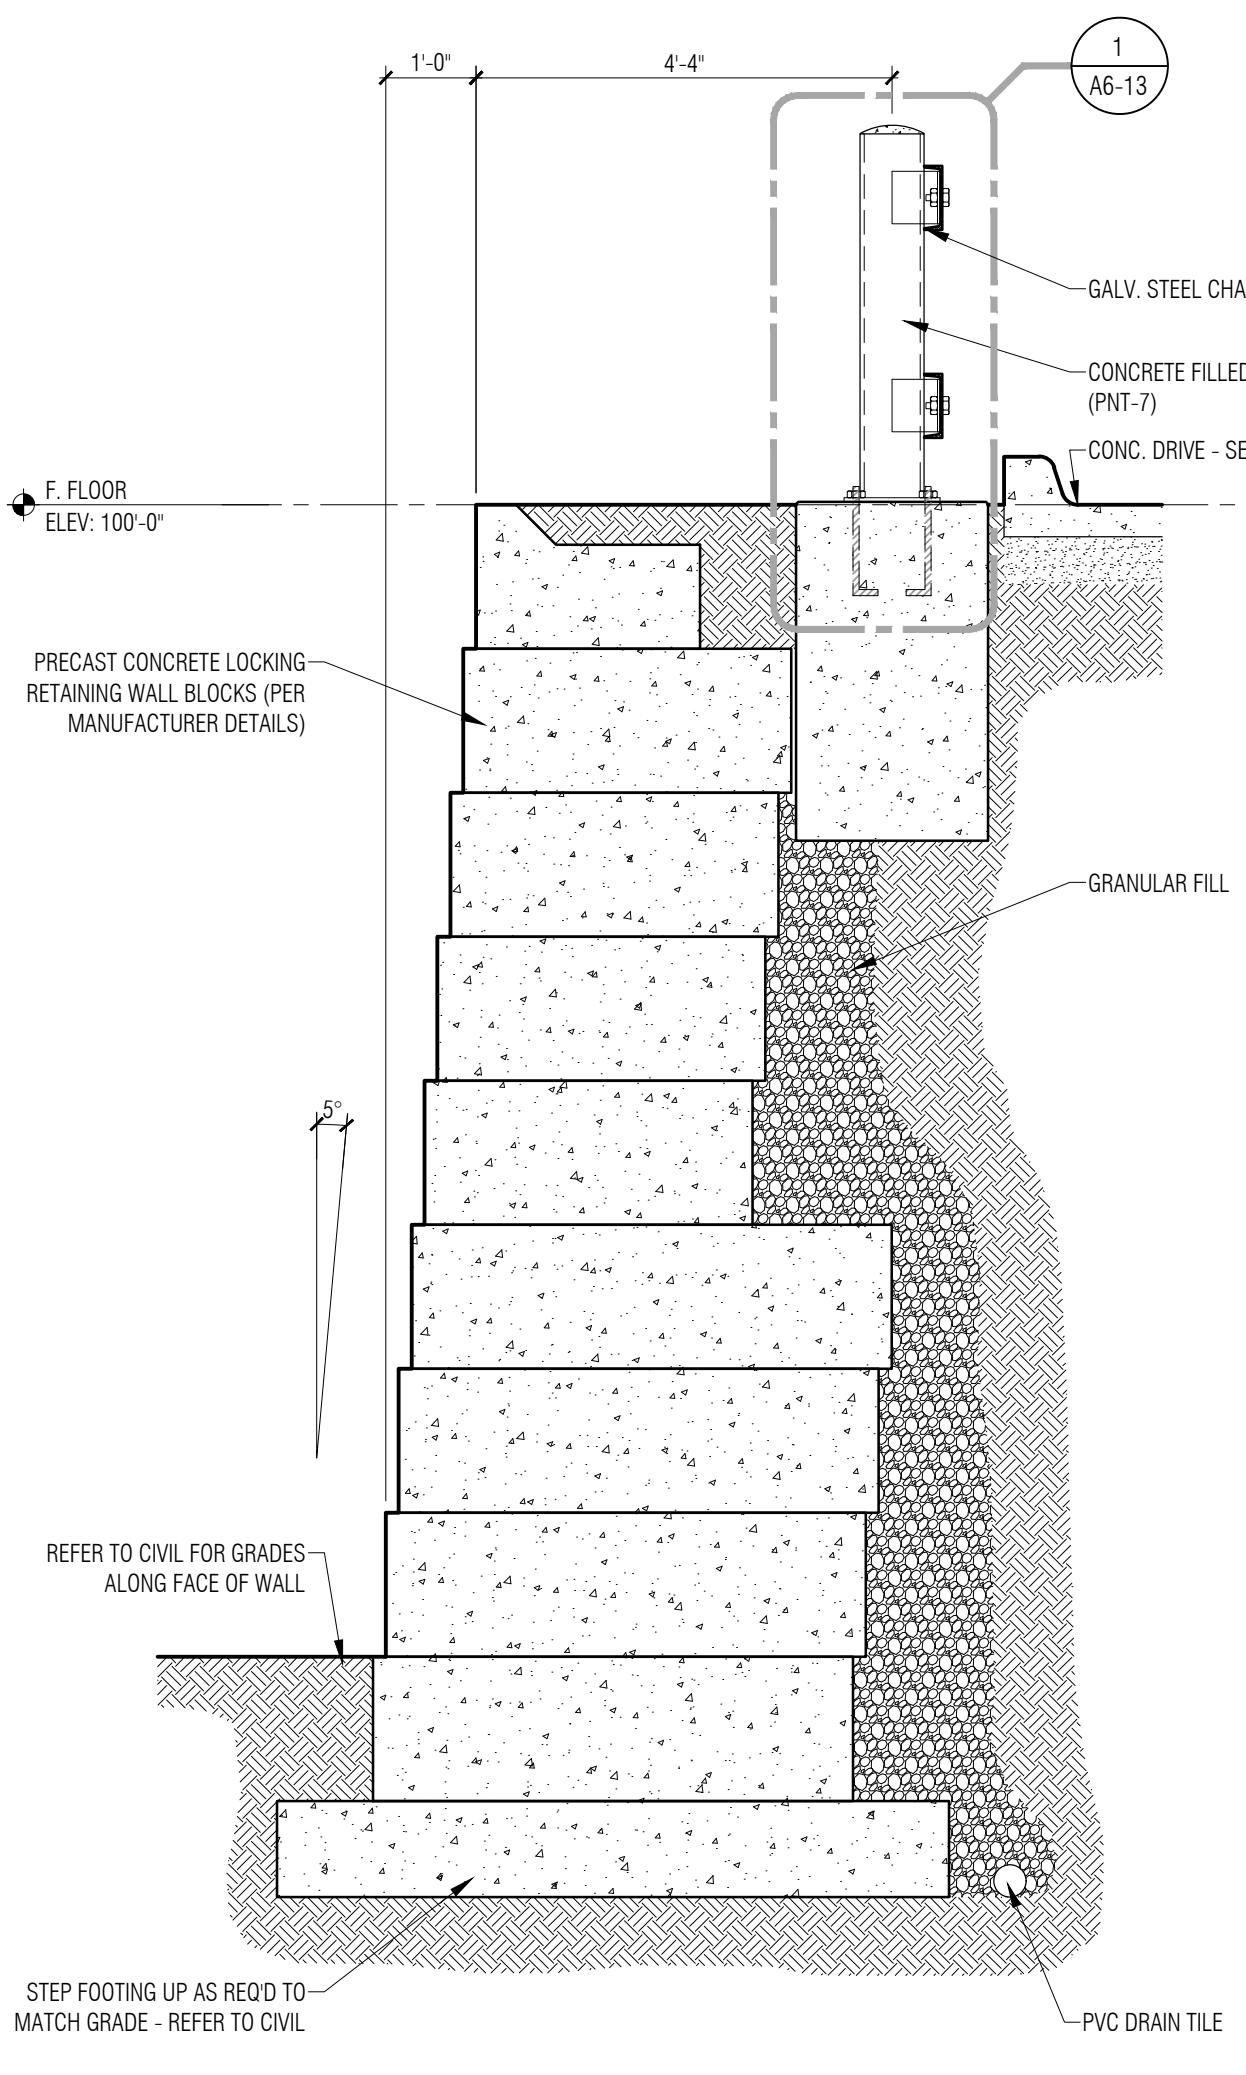 1'-0"
4'-4"
1
A6-13
GALV. STEEL CHA
CONCRETE FILLED
(PNT-7)
CONC. DRIVE - SE
F. FLOOR
ELEV: 100'-0"
PRECAST CONCRETE LOCKING
RETAINING WALL BLOCKS (PER
MANUFACTURER DETAILS)
GRANULAR FILL
5°
REFER TO CIVIL FOR GRADES
ALONG FACE OF WALL
STEP FOOTING UP AS REQ'D TO
MATCH GRADE - REFER TO CIVIL
PVC DRAIN TILE